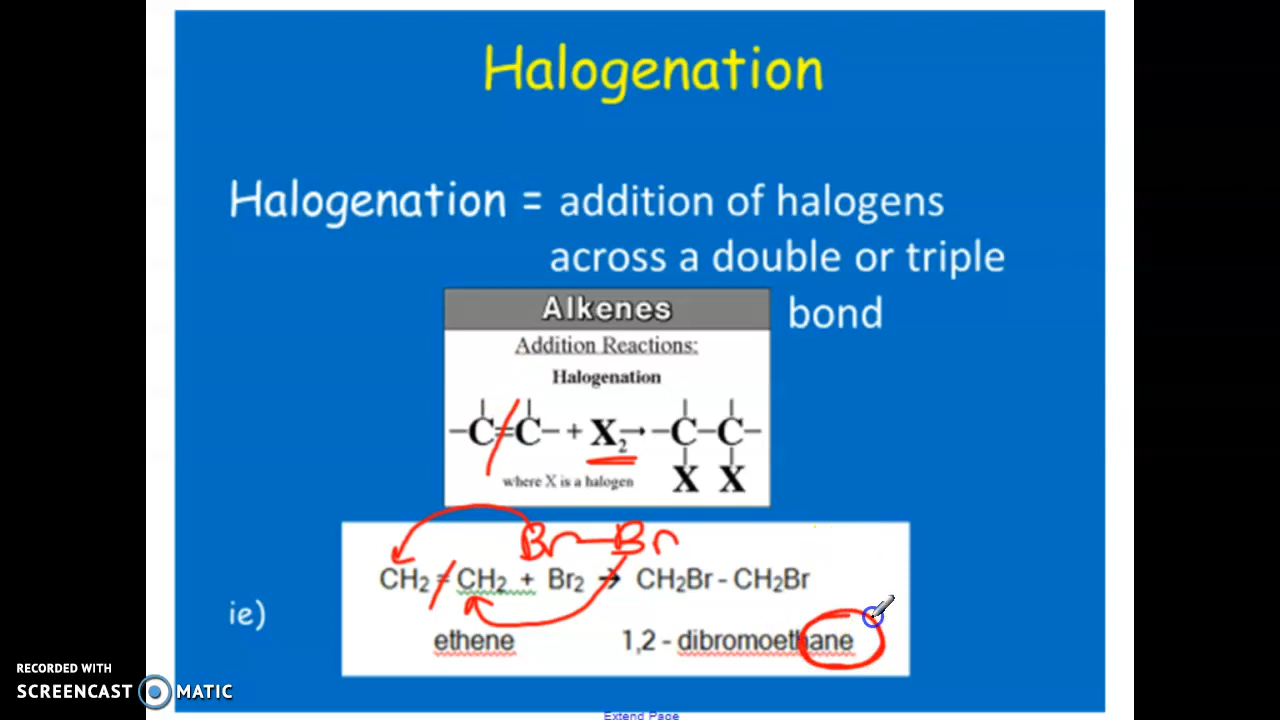 Halogenation
Halogenation = addition of halogens
across a double or triple
bond
Alkenes
Addition Reactions:
Halogenation
–C=C– + X₂ → –C–C–
X X
where X is a halogen
Br–Br
CH2 = CH2 + Br2 → CH2Br - CH2Br
ie)
ethene 1,2 - dibromoethane
RECORDED WITH
SCREENCAST MATIC
Extend Page